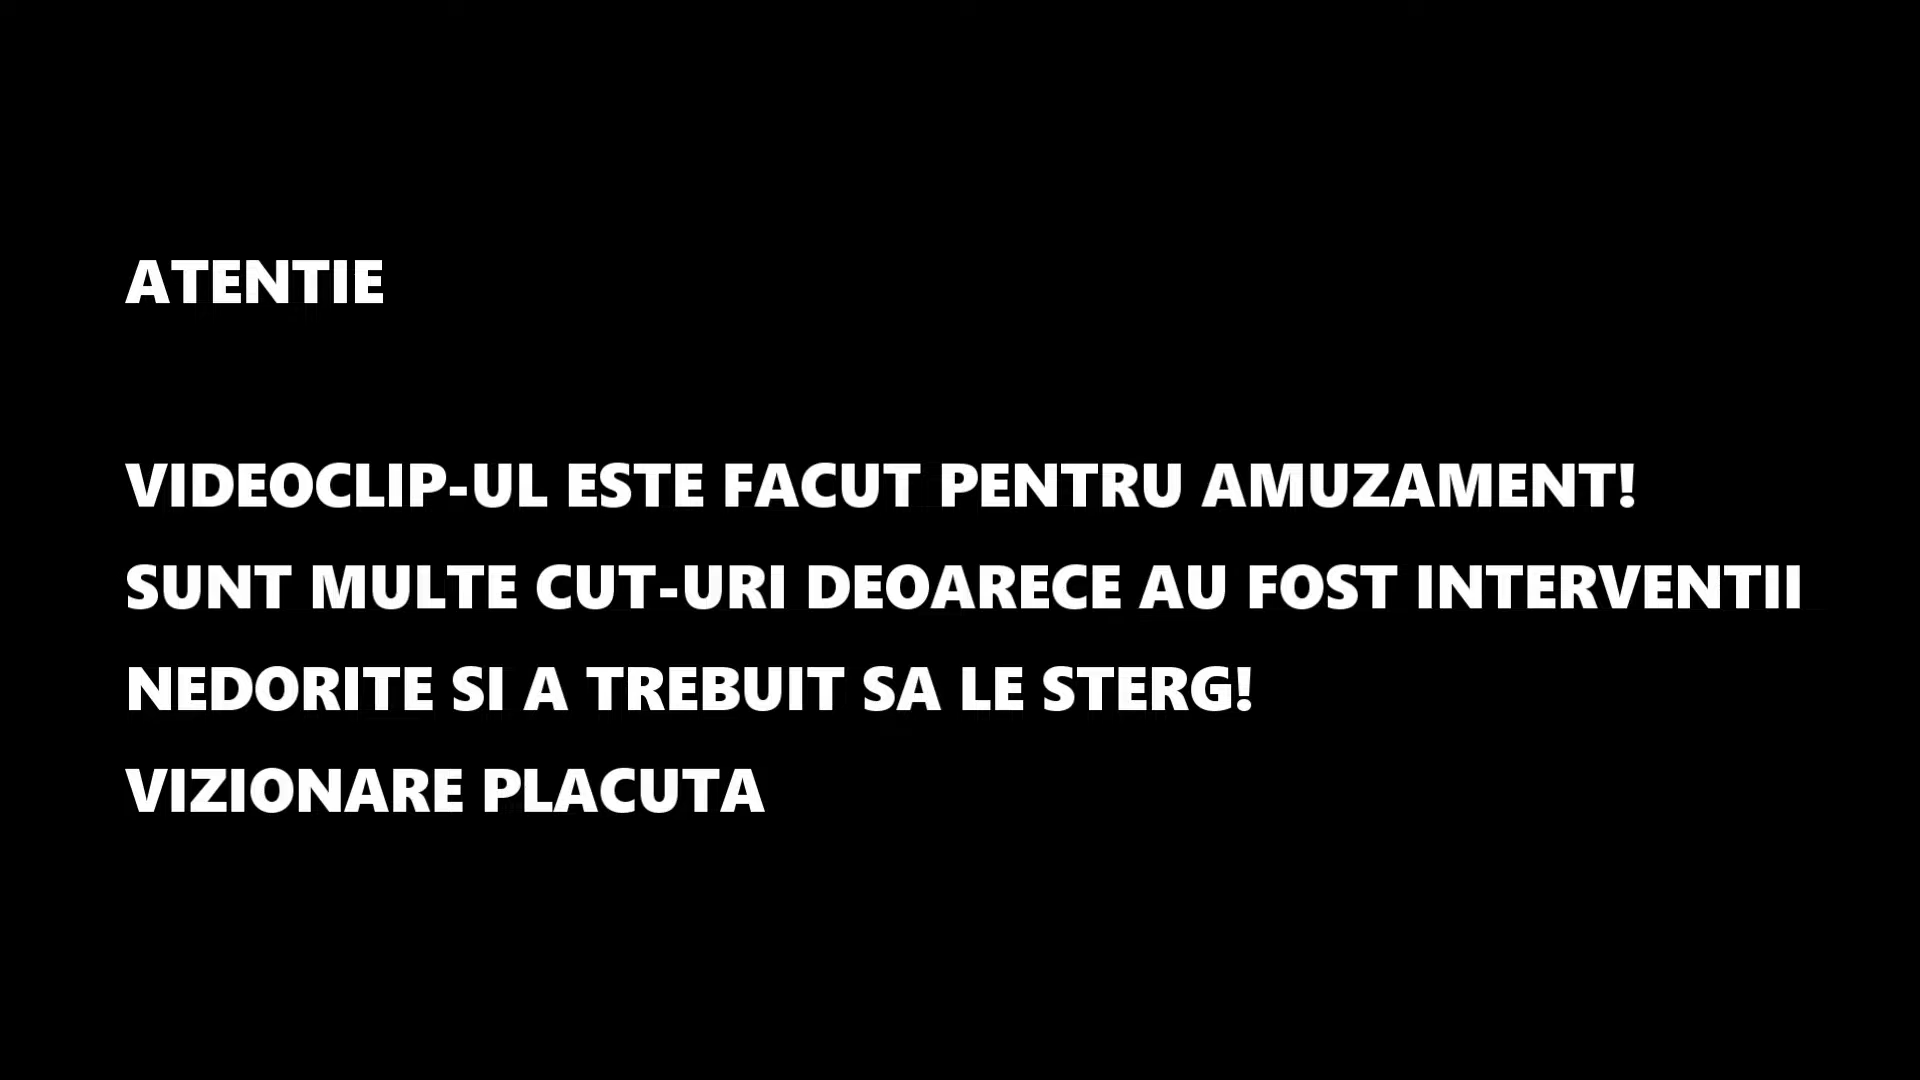 ATENTIE
VIDEOCLIP-UL ESTE FACUT PENTRU AMUZAMENT!
SUNT MULTE CUT-URI DEOARECE AU FOST INTERVENTII
NEDORITE SI A TREBUIT SA LE STERG!
VIZIONARE PLACUTA